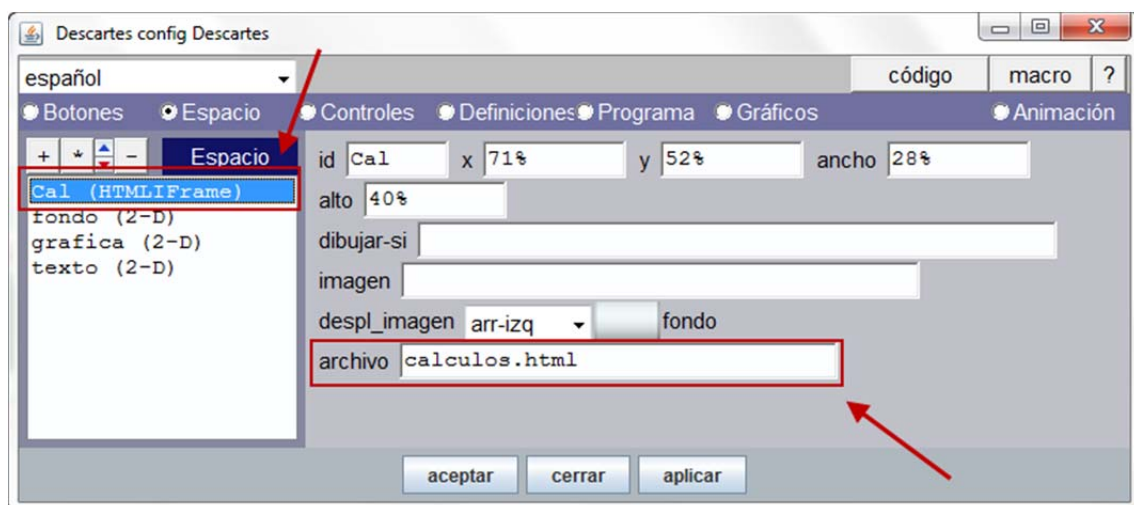 Descartes config Descartes
español código macro ?
Botones Espacio Controles Definiciones Programa Gráficos Animación
+ * - Espacio id Cal x 71% y 52% ancho 28%
Cal (HTMLIFrame) alto 40%
fondo (2-D)
grafica (2-D) dibujar-si
texto (2-D) imagen
despl_imagen arr-izq fondo
archivo calculos.html
aceptar cerrar aplicar